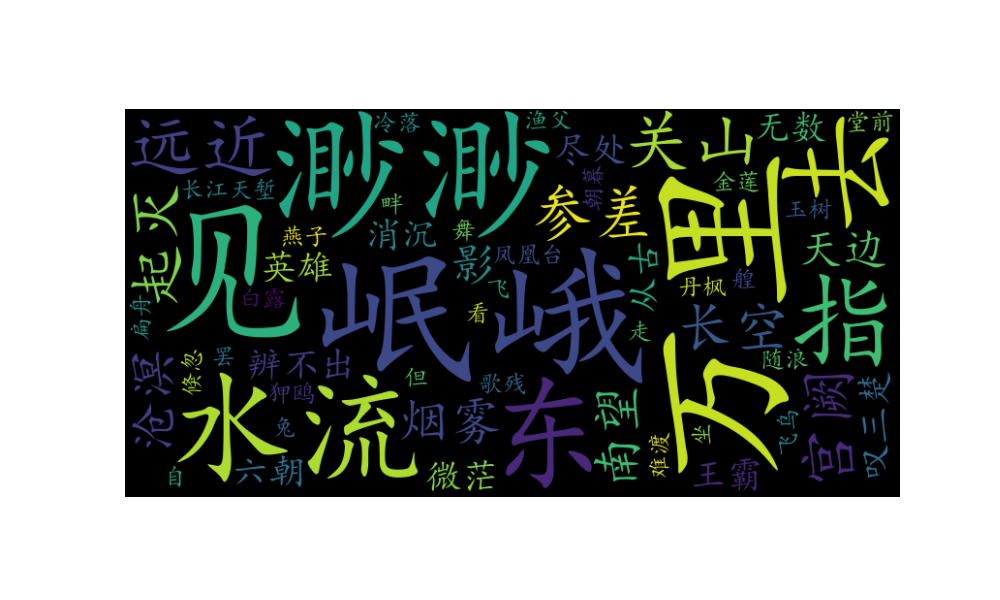 远近
渺渺
冷落
渔父
尽处
关山
无数
堂前
长江天堑
畔
朝暮
金莲
万里
去
起灭
见
燕子
消沉
舞
参差
玉树
英雄
影
凤凰台
从古
天边
白露
岷峨
飞
丹枫
艎
扁舟
看
走
长空
指
沧溟
倏忽
罢
辨不出
但
歌残
东
南望
随浪
宫阙
叹三楚
水流
狎鸥
烟雾
坐
飞乌
兔
难渡
自
六朝
微茫
王霸